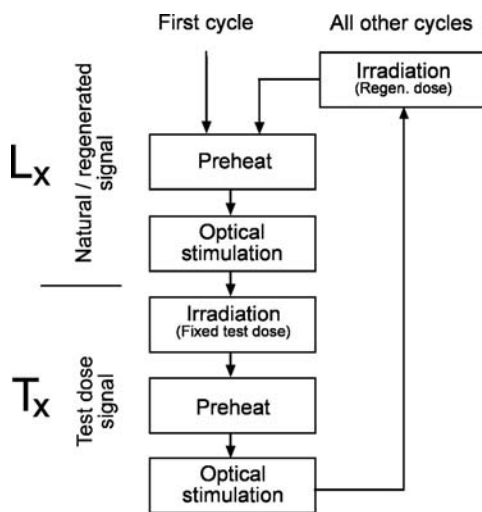 First cycle
All other cycles
Irradiation
(Regen. dose)
Lx
Natural / regenerated
signal
Preheat
Optical
stimulation
Irradiation
(Fixed test dose)
Tx
Test dose
signal
Preheat
Optical
stimulation